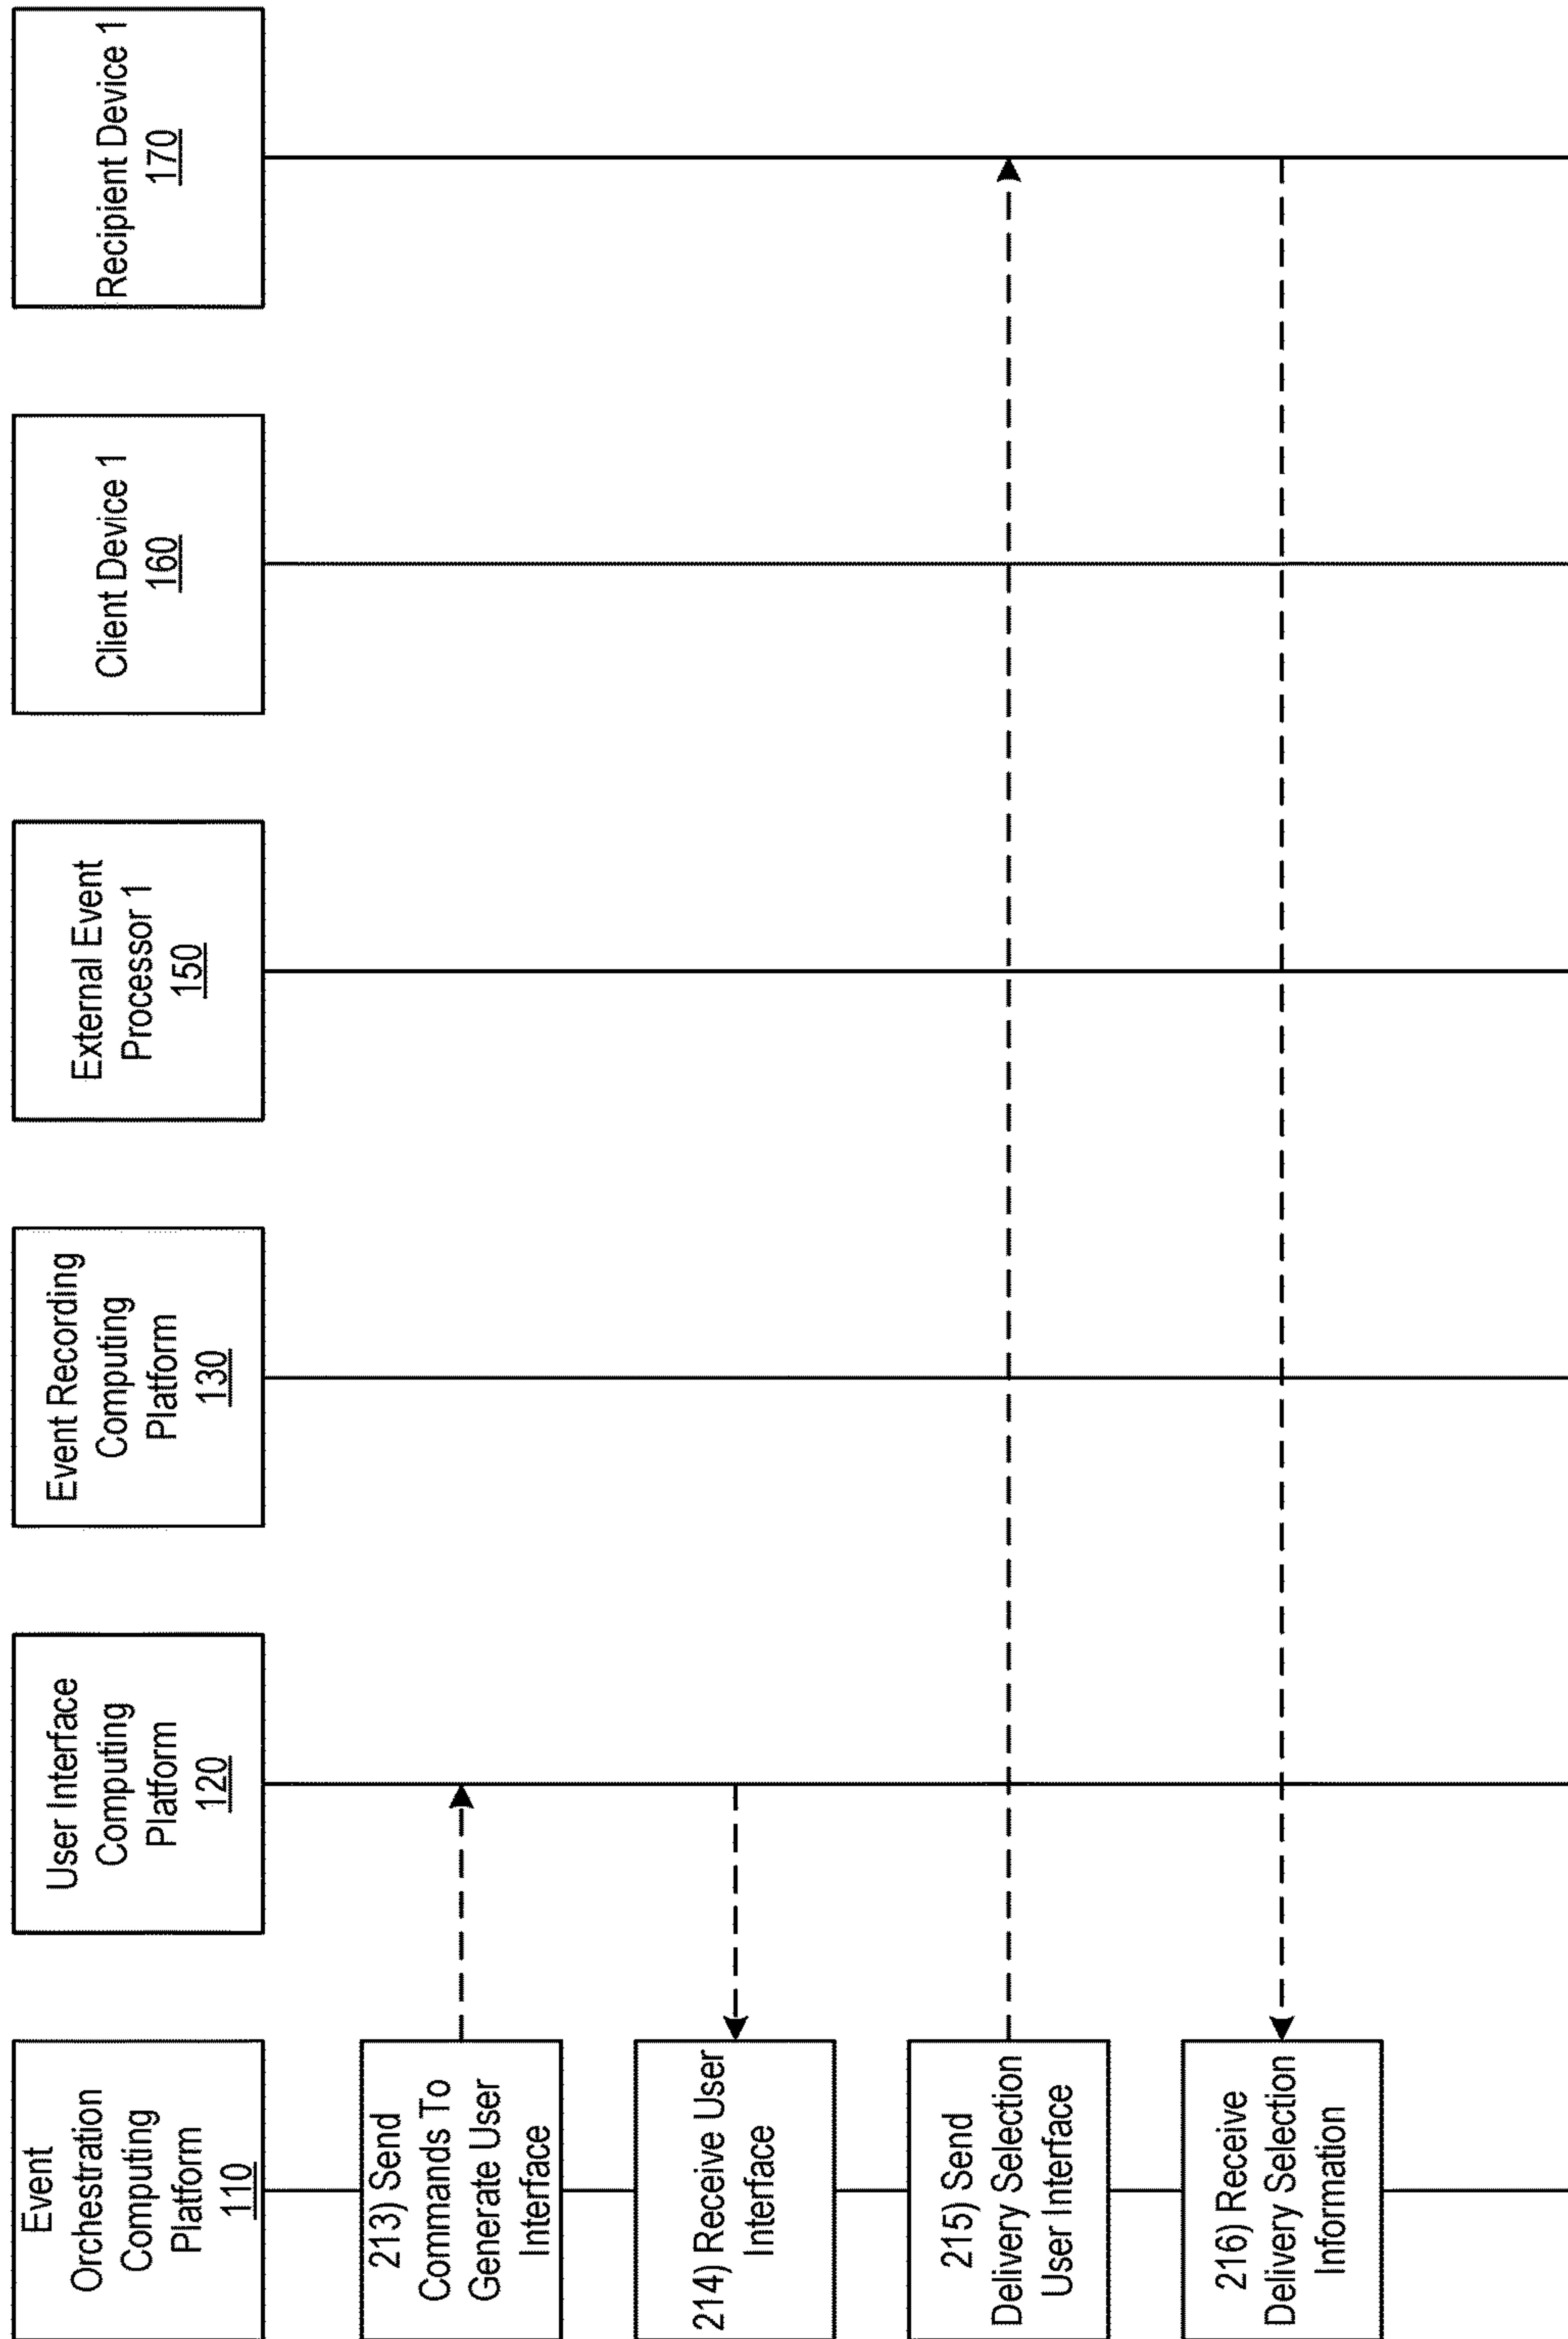 Event
Orchestration
Computing
Platform
110
User Interface
Computing
Platform
120
Event Recording
Computing
Platform
130
External Event
Processor 1
150
Client Device 1
160
Recipient Device 1
170
213) Send
Commands To
Generate User
Interface
214) Receive User
Interface
215) Send
Delivery Selection
User Interface
216) Receive
Delivery Selection
Information